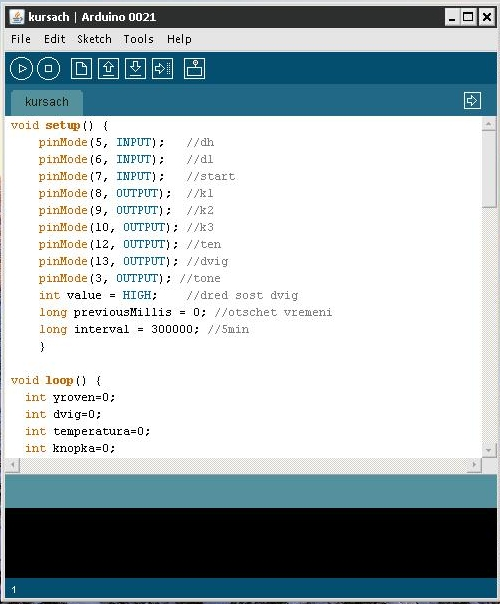 kursach | Arduino 0021
File Edit Sketch Tools Help
kursach
void setup() {
pinMode(5, INPUT); //dh
pinMode(6, INPUT); //dl
pinMode(7, INPUT); //start
pinMode(8, OUTPUT); //k1
pinMode(9, OUTPUT); //k2
pinMode(10, OUTPUT); //k3
pinMode(12, OUTPUT); //ten
pinMode(13, OUTPUT); //dvig
pinMode(3, OUTPUT); //tone
int value = HIGH; //dred sost dvig
long previousMillis = 0; //otschet vremeni
long interval = 300000; //5min
}
void loop() {
int yroven=0;
int dvig=0;
int temperatura=0;
int knopka=0;
1